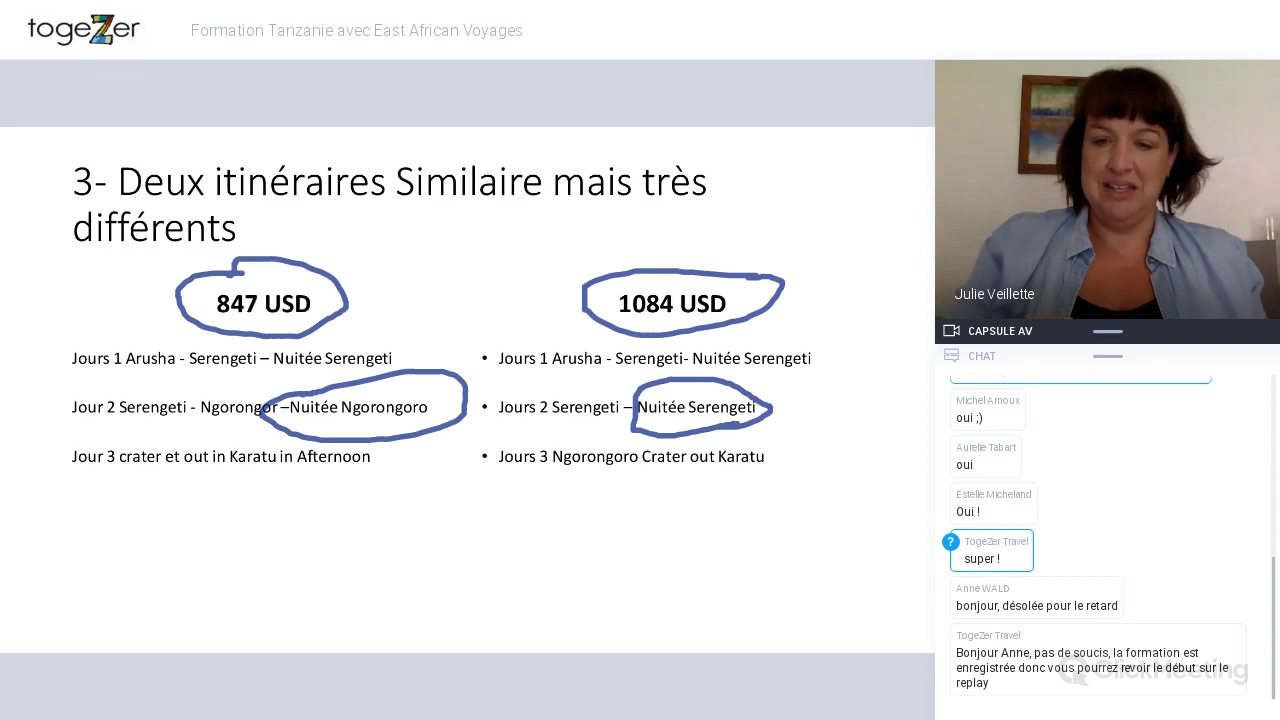 togeZer
Formation Tanzanie avec East African Voyages
3- Deux itinéraires Similaire mais très
différents
847 USD
Jours 1 Arusha - Serengeti – Nuitée Serengeti
Jour 2 Serengeti - Ngorongor –Nuitée Ngorongoro
Jour 3 crater et out in Karatu in Afternoon
1084 USD
• Jours 1 Arusha - Serengeti- Nuitée Serengeti
• Jours 2 Serengeti – Nuitée Serengeti
• Jours 3 Ngorongoro Crater out Karatu
Julie Veillette
CAPSULE AV
CHAT
Michel Arnoux
oui ;)
Aurelie Tabart
oui
Estelle Micheland
Oui !
?
TogeZer Travel
super !
Anne WALD
bonjour, désolée pour le retard
TogeZer Travel
Bonjour Anne, pas de soucis, la formation est
enregistrée donc vous pourrez revoir le début sur le
replay
ClickMeeting